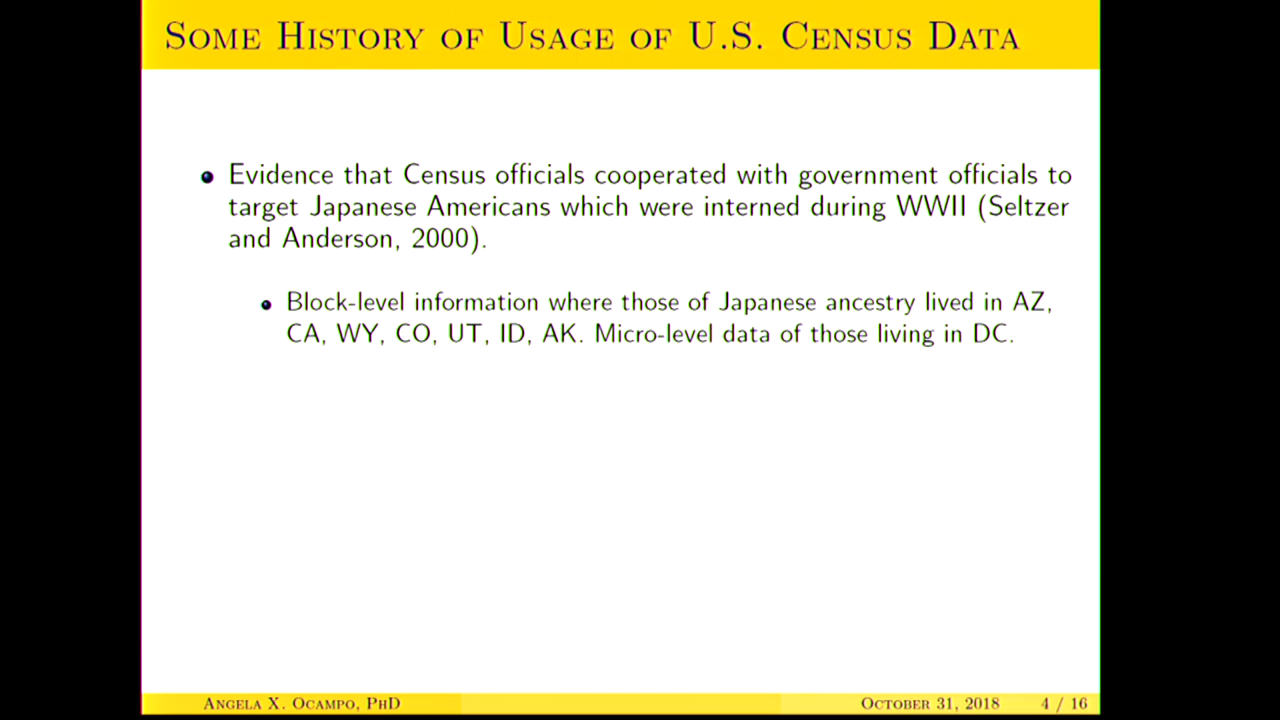 Some History of Usage of U.S. Census Data
Evidence that Census officials cooperated with government officials to
target Japanese Americans which were interned during WWII (Seltzer
and Anderson, 2000).
Block-level information where those of Japanese ancestry lived in AZ,
CA, WY, CO, UT, ID, AK. Micro-level data of those living in DC.
Angela X. Ocampo, PhD
October 31, 2018 4 / 16